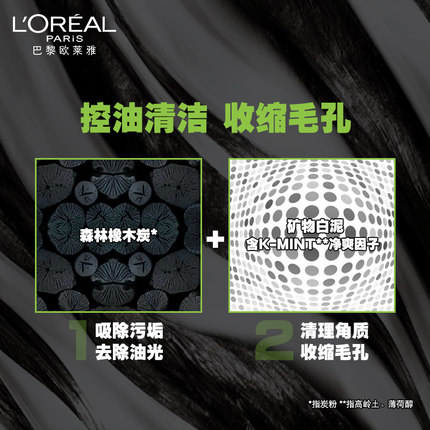 L'ORÉAL
PARIS
巴黎欧莱雅
控油清洁 收缩毛孔
森林橡木炭*
+
矿物白泥
含K-MINT**净爽因子
1 吸除污垢
去除油光
2 清理角质
收缩毛孔
*指炭粉 **指高岭土、薄荷醇